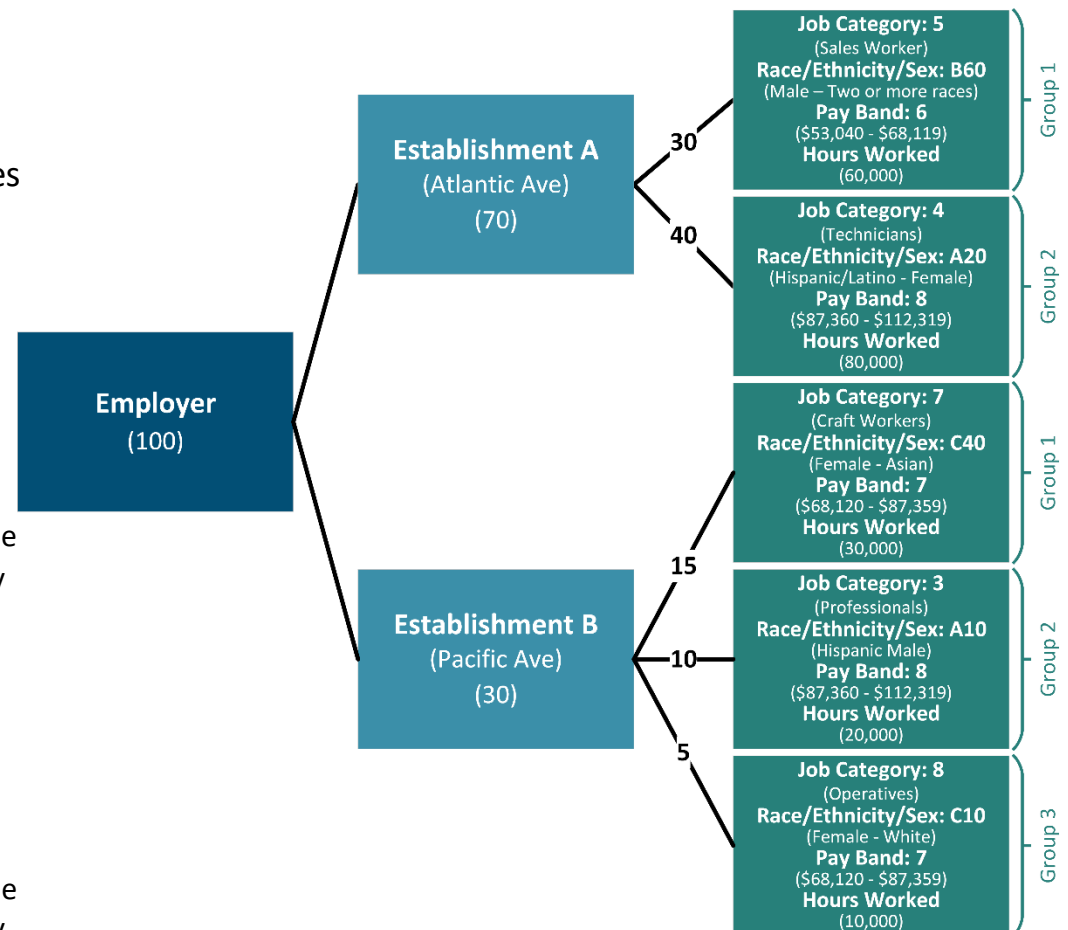 es
e
y
e
y
Employer
(100)
Establishment A
(Atlantic Ave)
(70)
30
40
Job Category: 5
(Sales Worker)
Race/Ethnicity/Sex: B60
(Male – Two or more races)
Pay Band: 6
($53,040 - $68,119)
Hours Worked
(60,000)
Group 1
Job Category: 4
(Technicians)
Race/Ethnicity/Sex: A20
(Hispanic/Latino - Female)
Pay Band: 8
($87,360 - $112,319)
Hours Worked
(80,000)
Group 2
Establishment B
(Pacific Ave)
(30)
15
10
5
Job Category: 7
(Craft Workers)
Race/Ethnicity/Sex: C40
(Female - Asian)
Pay Band: 7
($68,120 - $87,359)
Hours Worked
(30,000)
Group 1
Job Category: 3
(Professionals)
Race/Ethnicity/Sex: A10
(Hispanic Male)
Pay Band: 8
($87,360 - $112,319)
Hours Worked
(20,000)
Group 2
Job Category: 8
(Operatives)
Race/Ethnicity/Sex: C10
(Female - White)
Pay Band: 7
($68,120 - $87,359)
Hours Worked
(10,000)
Group 3